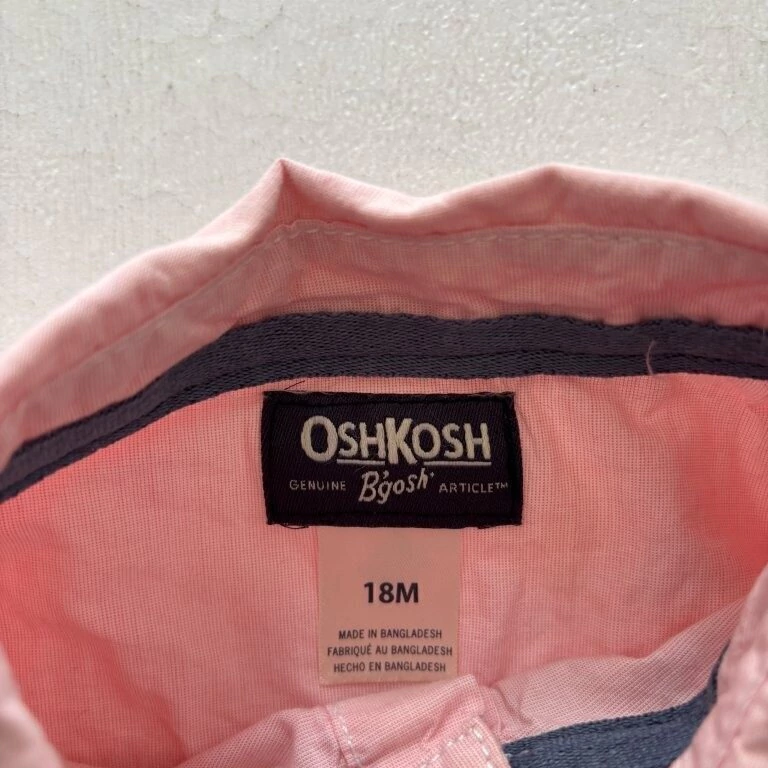 OSHKOSH
GENUINE B'gosh ARTICLE™
18M
MADE IN BANGLADESH
FABRIQUÉ AU BANGLADESH
HECHO EN BANGLADESH